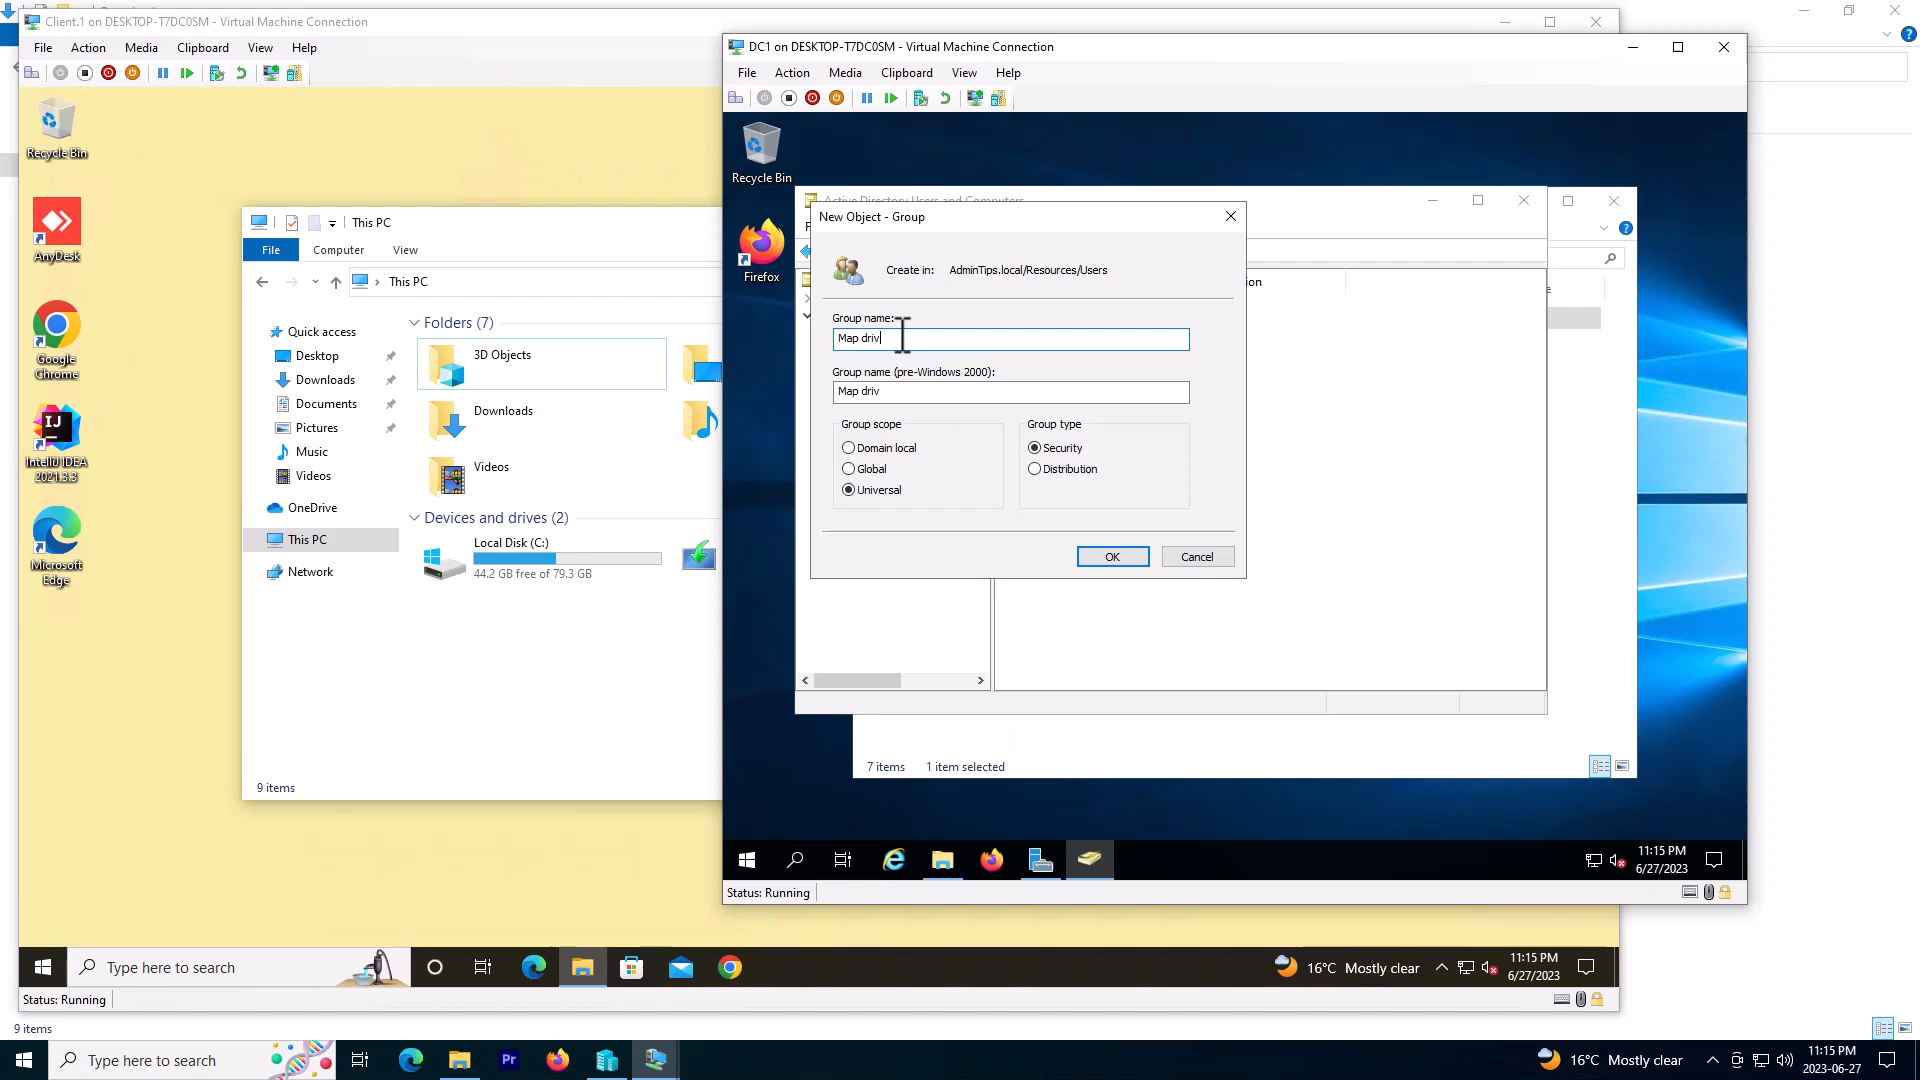 Client.1 on DESKTOP-T7DC0SM - Virtual Machine Connection
File Action Media Clipboard View Help
Recycle Bin
AnyDesk
Google
Chrome
IntelliJ IDEA
2021.3.3
Microsoft
Edge
This PC
File Computer View
This PC
Quick access
Desktop
Downloads
Documents
Pictures
Music
Videos
OneDrive
This PC
Network
Folders (7)
3D Objects
Downloads
Videos
Devices and drives (2)
Local Disk (C:)
44.2 GB free of 79.3 GB
9 items
DC1 on DESKTOP-T7DC0SM - Virtual Machine Connection
File Action Media Clipboard View Help
Recycle Bin
Firefox
Active Directory Users and Computers
New Object - Group
Create in: AdminTips.local/Resources/Users
Group name:
Map driv
Group name (pre-Windows 2000):
Map driv
Group scope
Domain local
Global
Universal
Group type
Security
Distribution
OK Cancel
ion
7 items 1 item selected
11:15 PM
6/27/2023
Status: Running
Type here to search
16°C Mostly clear
11:15 PM
6/27/2023
Status: Running
9 items
Type here to search
Pr
16°C Mostly clear
11:15 PM
2023-06-27